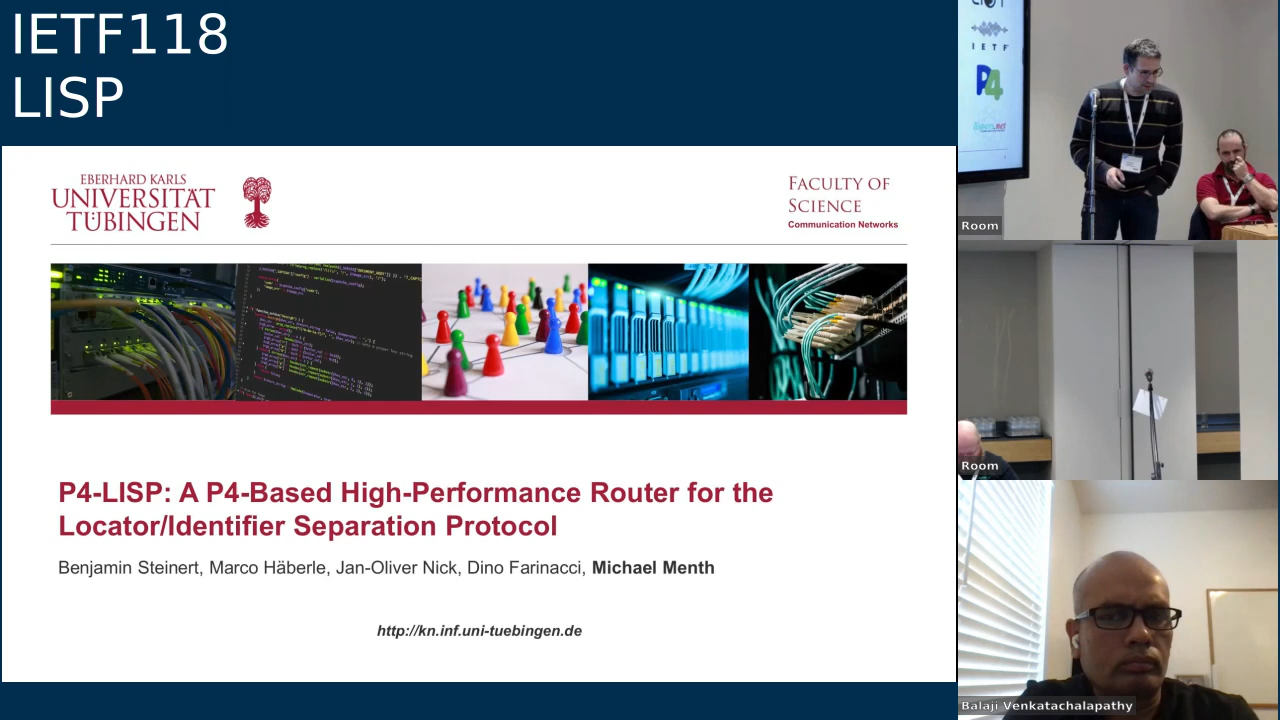 IETF118
LISP
EBERHARD KARLS
UNIVERSITÄT
TÜBINGEN
FACULTY OF
SCIENCE
Communication Networks
P4-LISP: A P4-Based High-Performance Router for the
Locator/Identifier Separation Protocol
Benjamin Steinert, Marco Häberle, Jan-Oliver Nick, Dino Farinacci, Michael Menth
http://kn.inf.uni-tuebingen.de
I E T F
P4
Room
Room
Balaji Venkatachalapathy